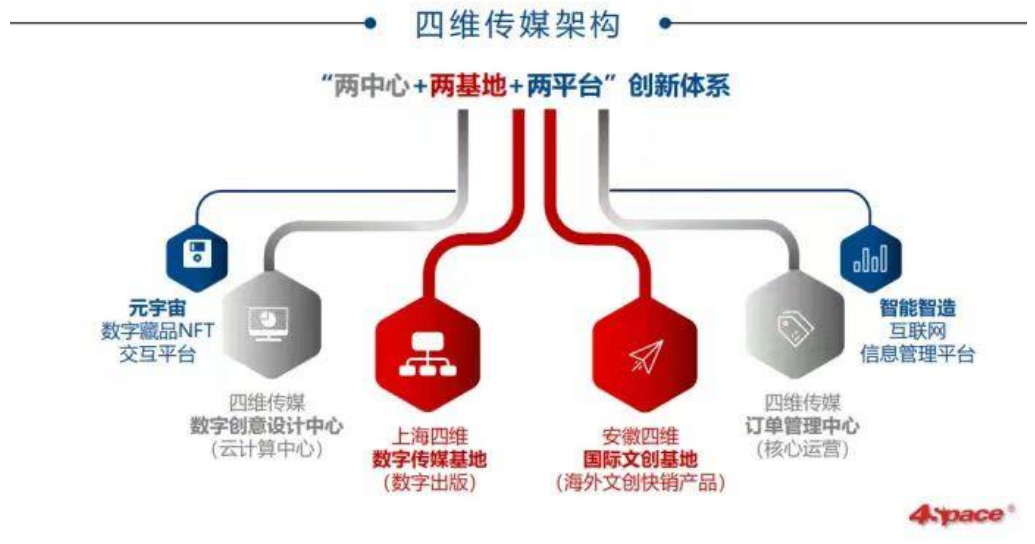 四维传媒架构
“两中心+两基地+两平台”创新体系
元宇宙
数字藏品NFT
交互平台
四维传媒
数字创意设计中心
(云计算中心)
上海四维
数字传媒基地
(数字出版)
安徽四维
国际文创基地
(海外文创快销产品)
四维传媒
订单管理中心
(核心运营)
智能智造
互联网
信息管理平台
4Space®